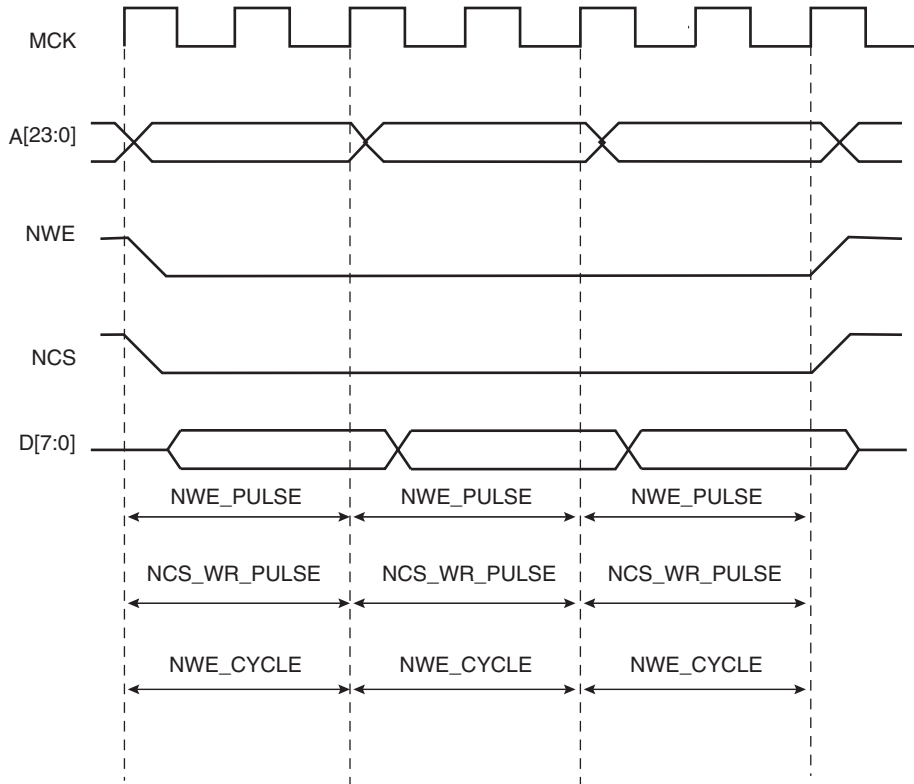 MCK
A[23:0]
NWE
NCS
D[7:0]
NWE_PULSE NWE_PULSE NWE_PULSE
NCS_WR_PULSE NCS_WR_PULSE NCS_WR_PULSE
NWE_CYCLE NWE_CYCLE NWE_CYCLE